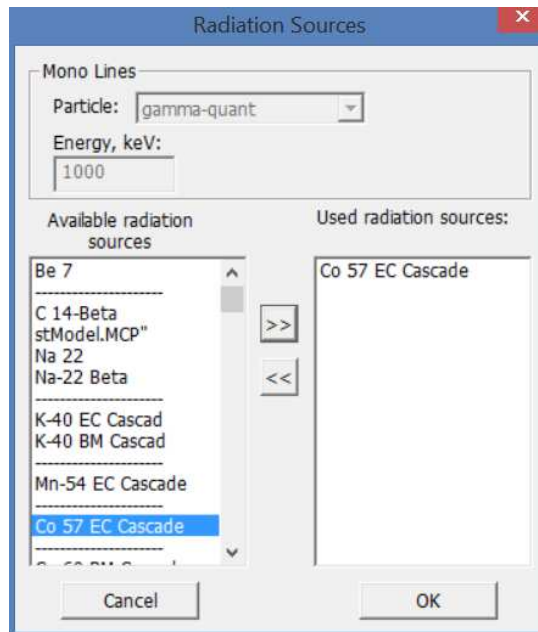 Radiation Sources
Mono Lines
Particle:
gamma-quant
Energy, keV:
1000
Available radiation
sources
Be 7
C 14-Beta
stModel.MCP"
Na 22
Na-22 Beta
K-40 EC Cascad
K-40 BM Cascad
Mn-54 EC Cascade
Co 57 EC Cascade
>>
<<
Used radiation sources:
Co 57 EC Cascade
Cancel
OK